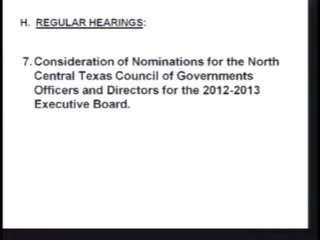 H. REGULAR HEARINGS:
7. Consideration of Nominations for the North
Central Texas Council of Governments
Officers and Directors for the 2012-2013
Executive Board.